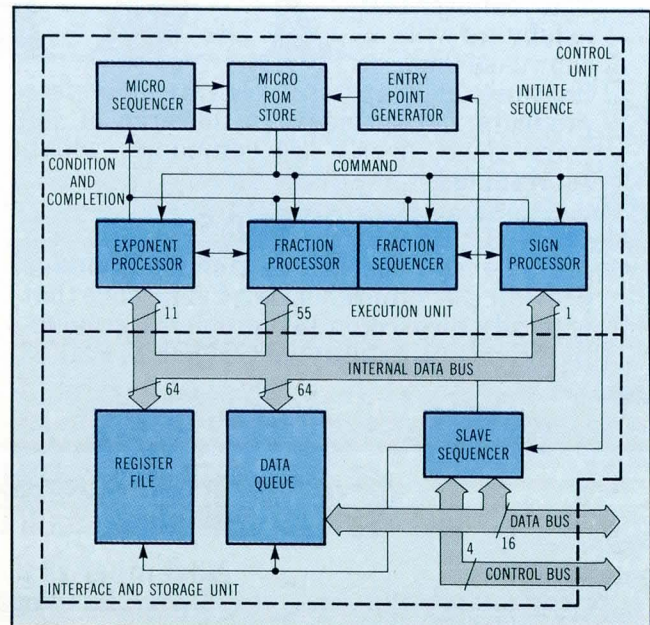 CONTROL
UNIT
INITIATE
SEQUENCE
MICRO
SEQUENCER
MICRO
ROM
STORE
ENTRY
POINT
GENERATOR
CONDITION
AND
COMPLETION
COMMAND
EXPONENT
PROCESSOR
FRACTION
PROCESSOR
FRACTION
SEQUENCER
SIGN
PROCESSOR
11
55
EXECUTION UNIT
1
INTERNAL DATA BUS
64
64
REGISTER
FILE
DATA
QUEUE
SLAVE
SEQUENCER
DATA BUS
16
4
CONTROL BUS
INTERFACE AND STORAGE UNIT